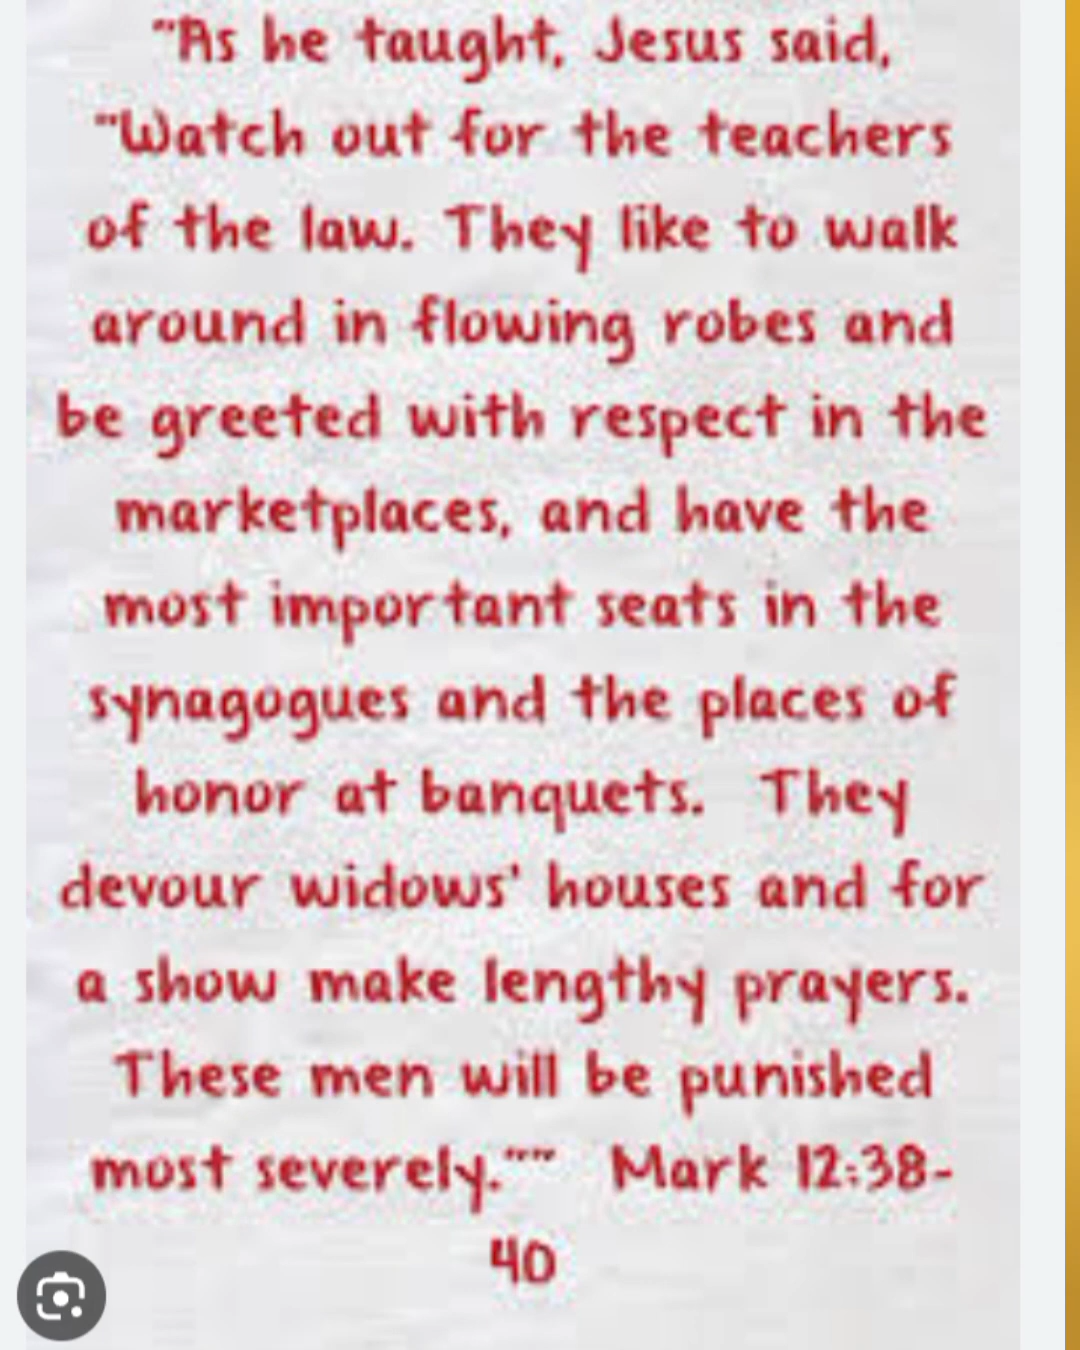 "As he taught, Jesus said,
"Watch out for the teachers
of the law. They like to walk
around in flowing robes and
be greeted with respect in the
marketplaces, and have the
most important seats in the
synagogues and the places of
honor at banquets. They
devour widows' houses and for
a show make lengthy prayers.
These men will be punished
most severely."" Mark 12:38-
40